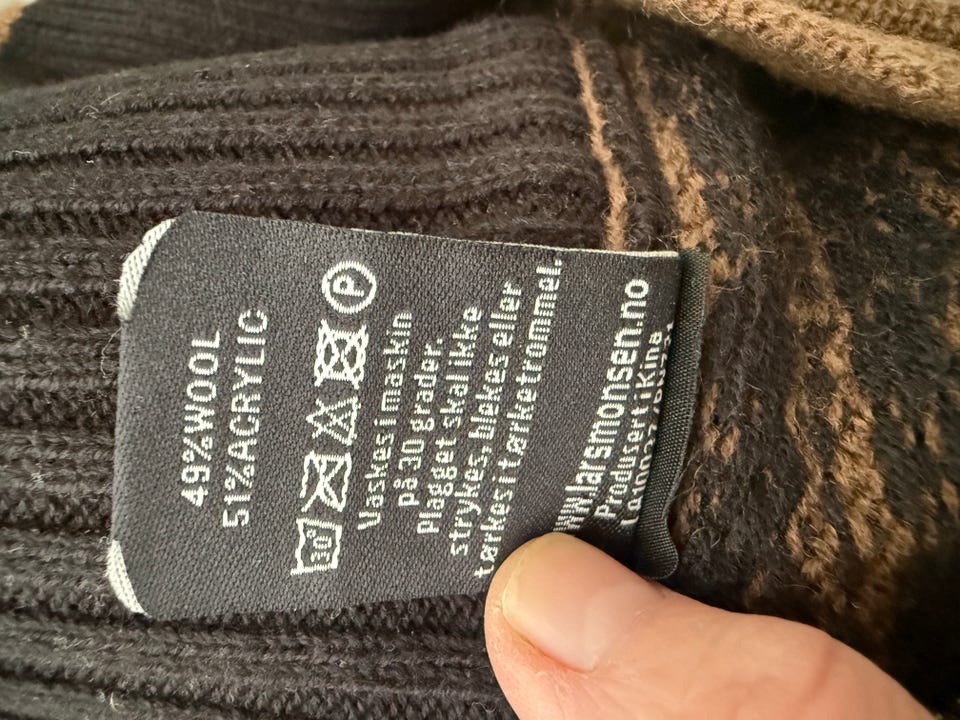 49%WOOL
51%ACRYLIC
P
Vaskes i maskin
på 30 grader.
plagget skal ikke
strykes, blekes eller
tørkes i tørketrommel.
www.larsmonsen.no
Produsert i Kina